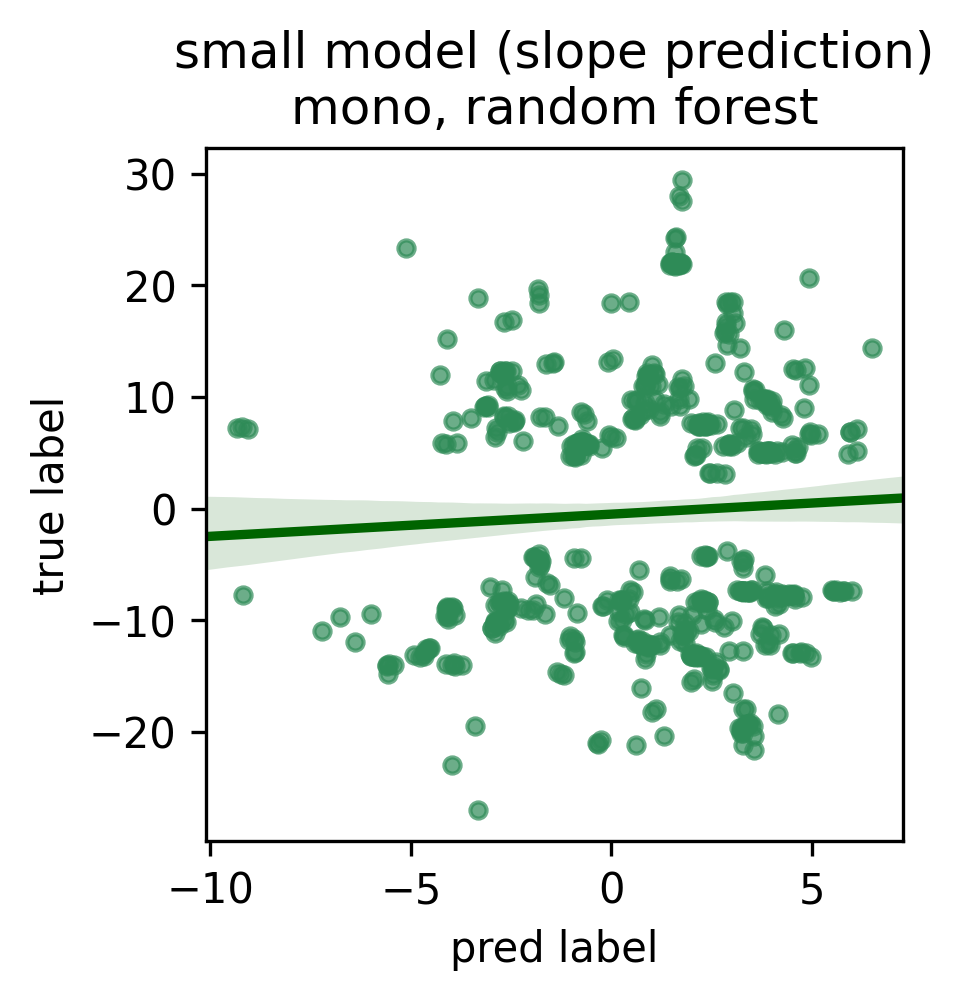 small model (slope prediction)
mono, random forest
30
20
10
0
−10
−20
true label
−10
−5
0
5
pred label